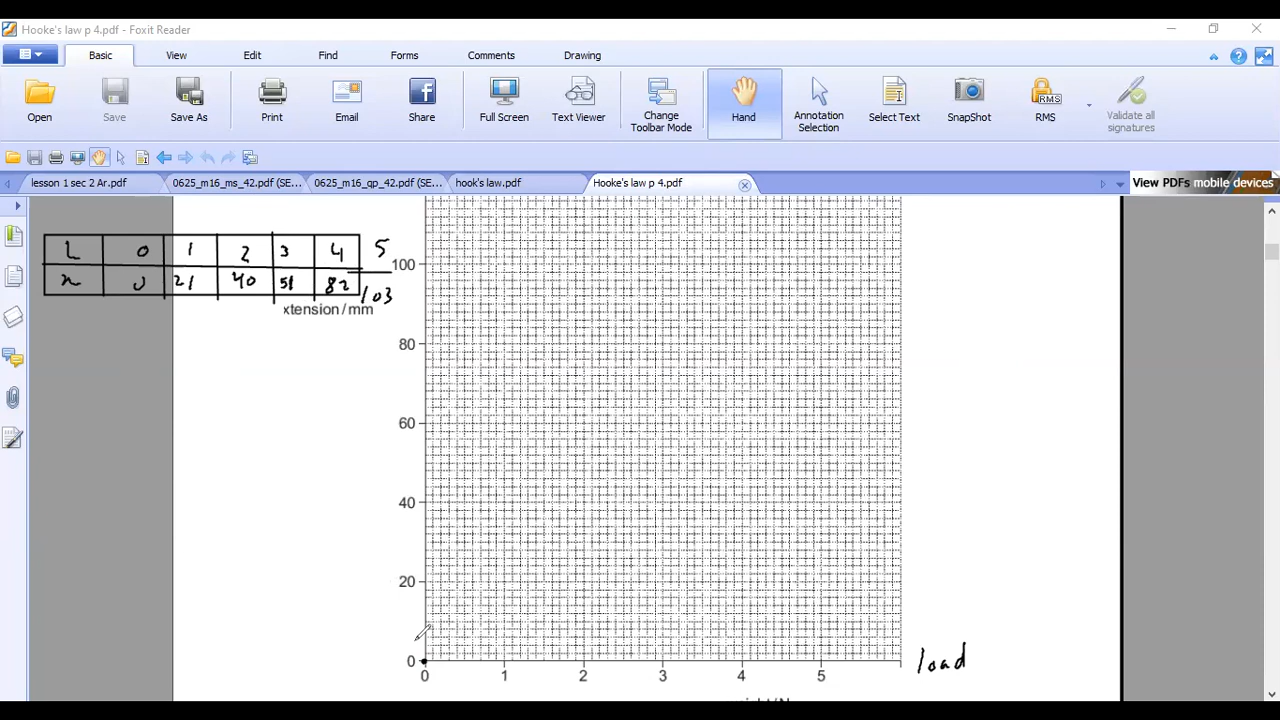 Hooke's law p 4.pdf - Foxit Reader
Basic View Edit Find Forms Comments Drawing
Open Save Save As Print Email Share Full Screen Text Viewer Change Toolbar Mode Hand Annotation Selection Select Text SnapShot RMS Validate all signatures
lesson 1 sec 2 Ar.pdf 0625_m16_ms_42.pdf (SE... 0625_m16_qp_42.pdf (SE... hook's law.pdf Hooke's law p 4.pdf View PDFs mobile devices
L 0 1 2 3 4 5
x 0 21 40 51 82 103
xtension / mm
100
80
60
40
20
0
0 1 2 3 4 5
load